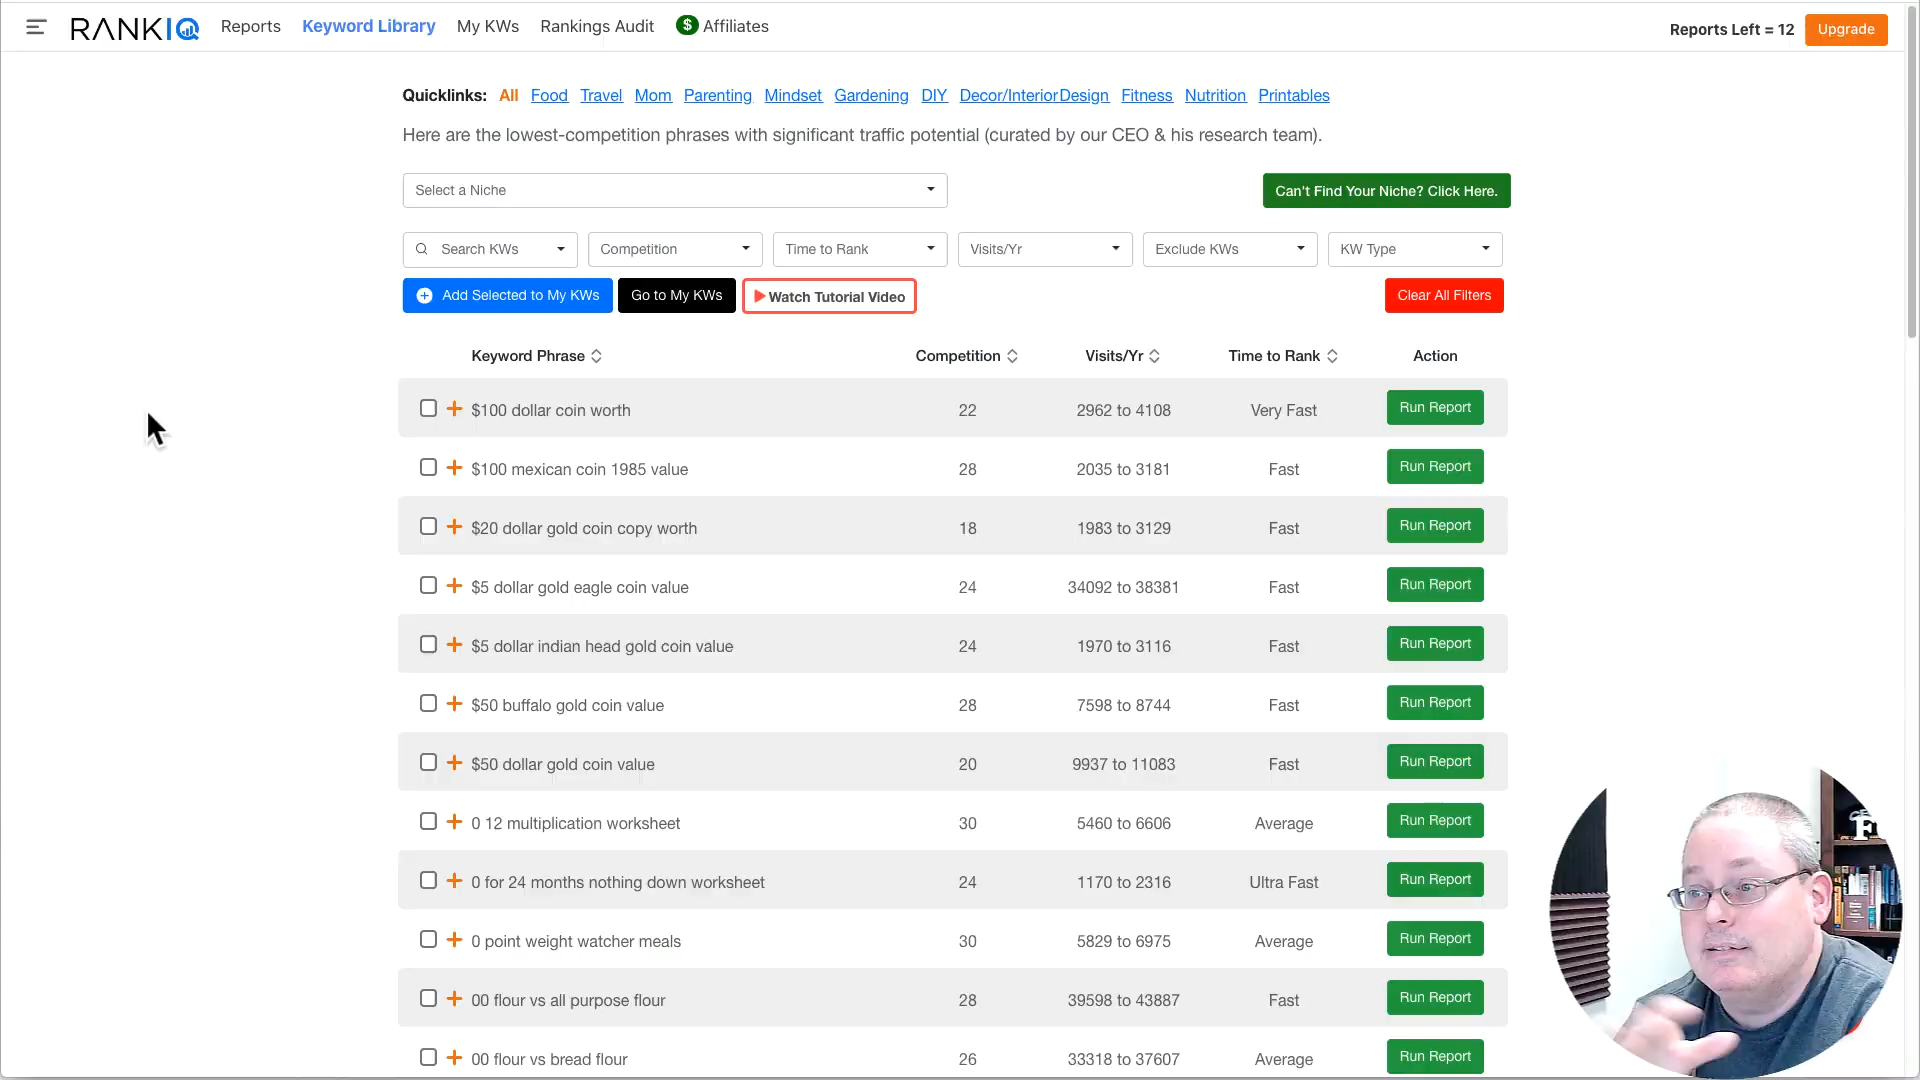 RANKIQ Reports Keyword Library My KWs Rankings Audit $ Affiliates Reports Left = 12 Upgrade
Quicklinks: All Food Travel Mom Parenting Mindset Gardening DIY Decor/InteriorDesign Fitness Nutrition Printables
Here are the lowest-competition phrases with significant traffic potential (curated by our CEO & his research team).
Select a Niche Can't Find Your Niche? Click Here.
Search KWs Competition Time to Rank Visits/Yr Exclude KWs KW Type
Add Selected to My KWs Go to My KWs Watch Tutorial Video Clear All Filters
Keyword Phrase Competition Visits/Yr Time to Rank Action
$100 dollar coin worth 22 2962 to 4108 Very Fast Run Report
$100 mexican coin 1985 value 28 2035 to 3181 Fast Run Report
$20 dollar gold coin copy worth 18 1983 to 3129 Fast Run Report
$5 dollar gold eagle coin value 24 34092 to 38381 Fast Run Report
$5 dollar indian head gold coin value 24 1970 to 3116 Fast Run Report
$50 buffalo gold coin value 28 7598 to 8744 Fast Run Report
$50 dollar gold coin value 20 9937 to 11083 Fast Run Report
0 12 multiplication worksheet 30 5460 to 6606 Average Run Report
0 for 24 months nothing down worksheet 24 1170 to 2316 Ultra Fast Run Report
0 point weight watcher meals 30 5829 to 6975 Average Run Report
00 flour vs all purpose flour 28 39598 to 43887 Fast Run Report
00 flour vs bread flour 26 33318 to 37607 Average Run Report